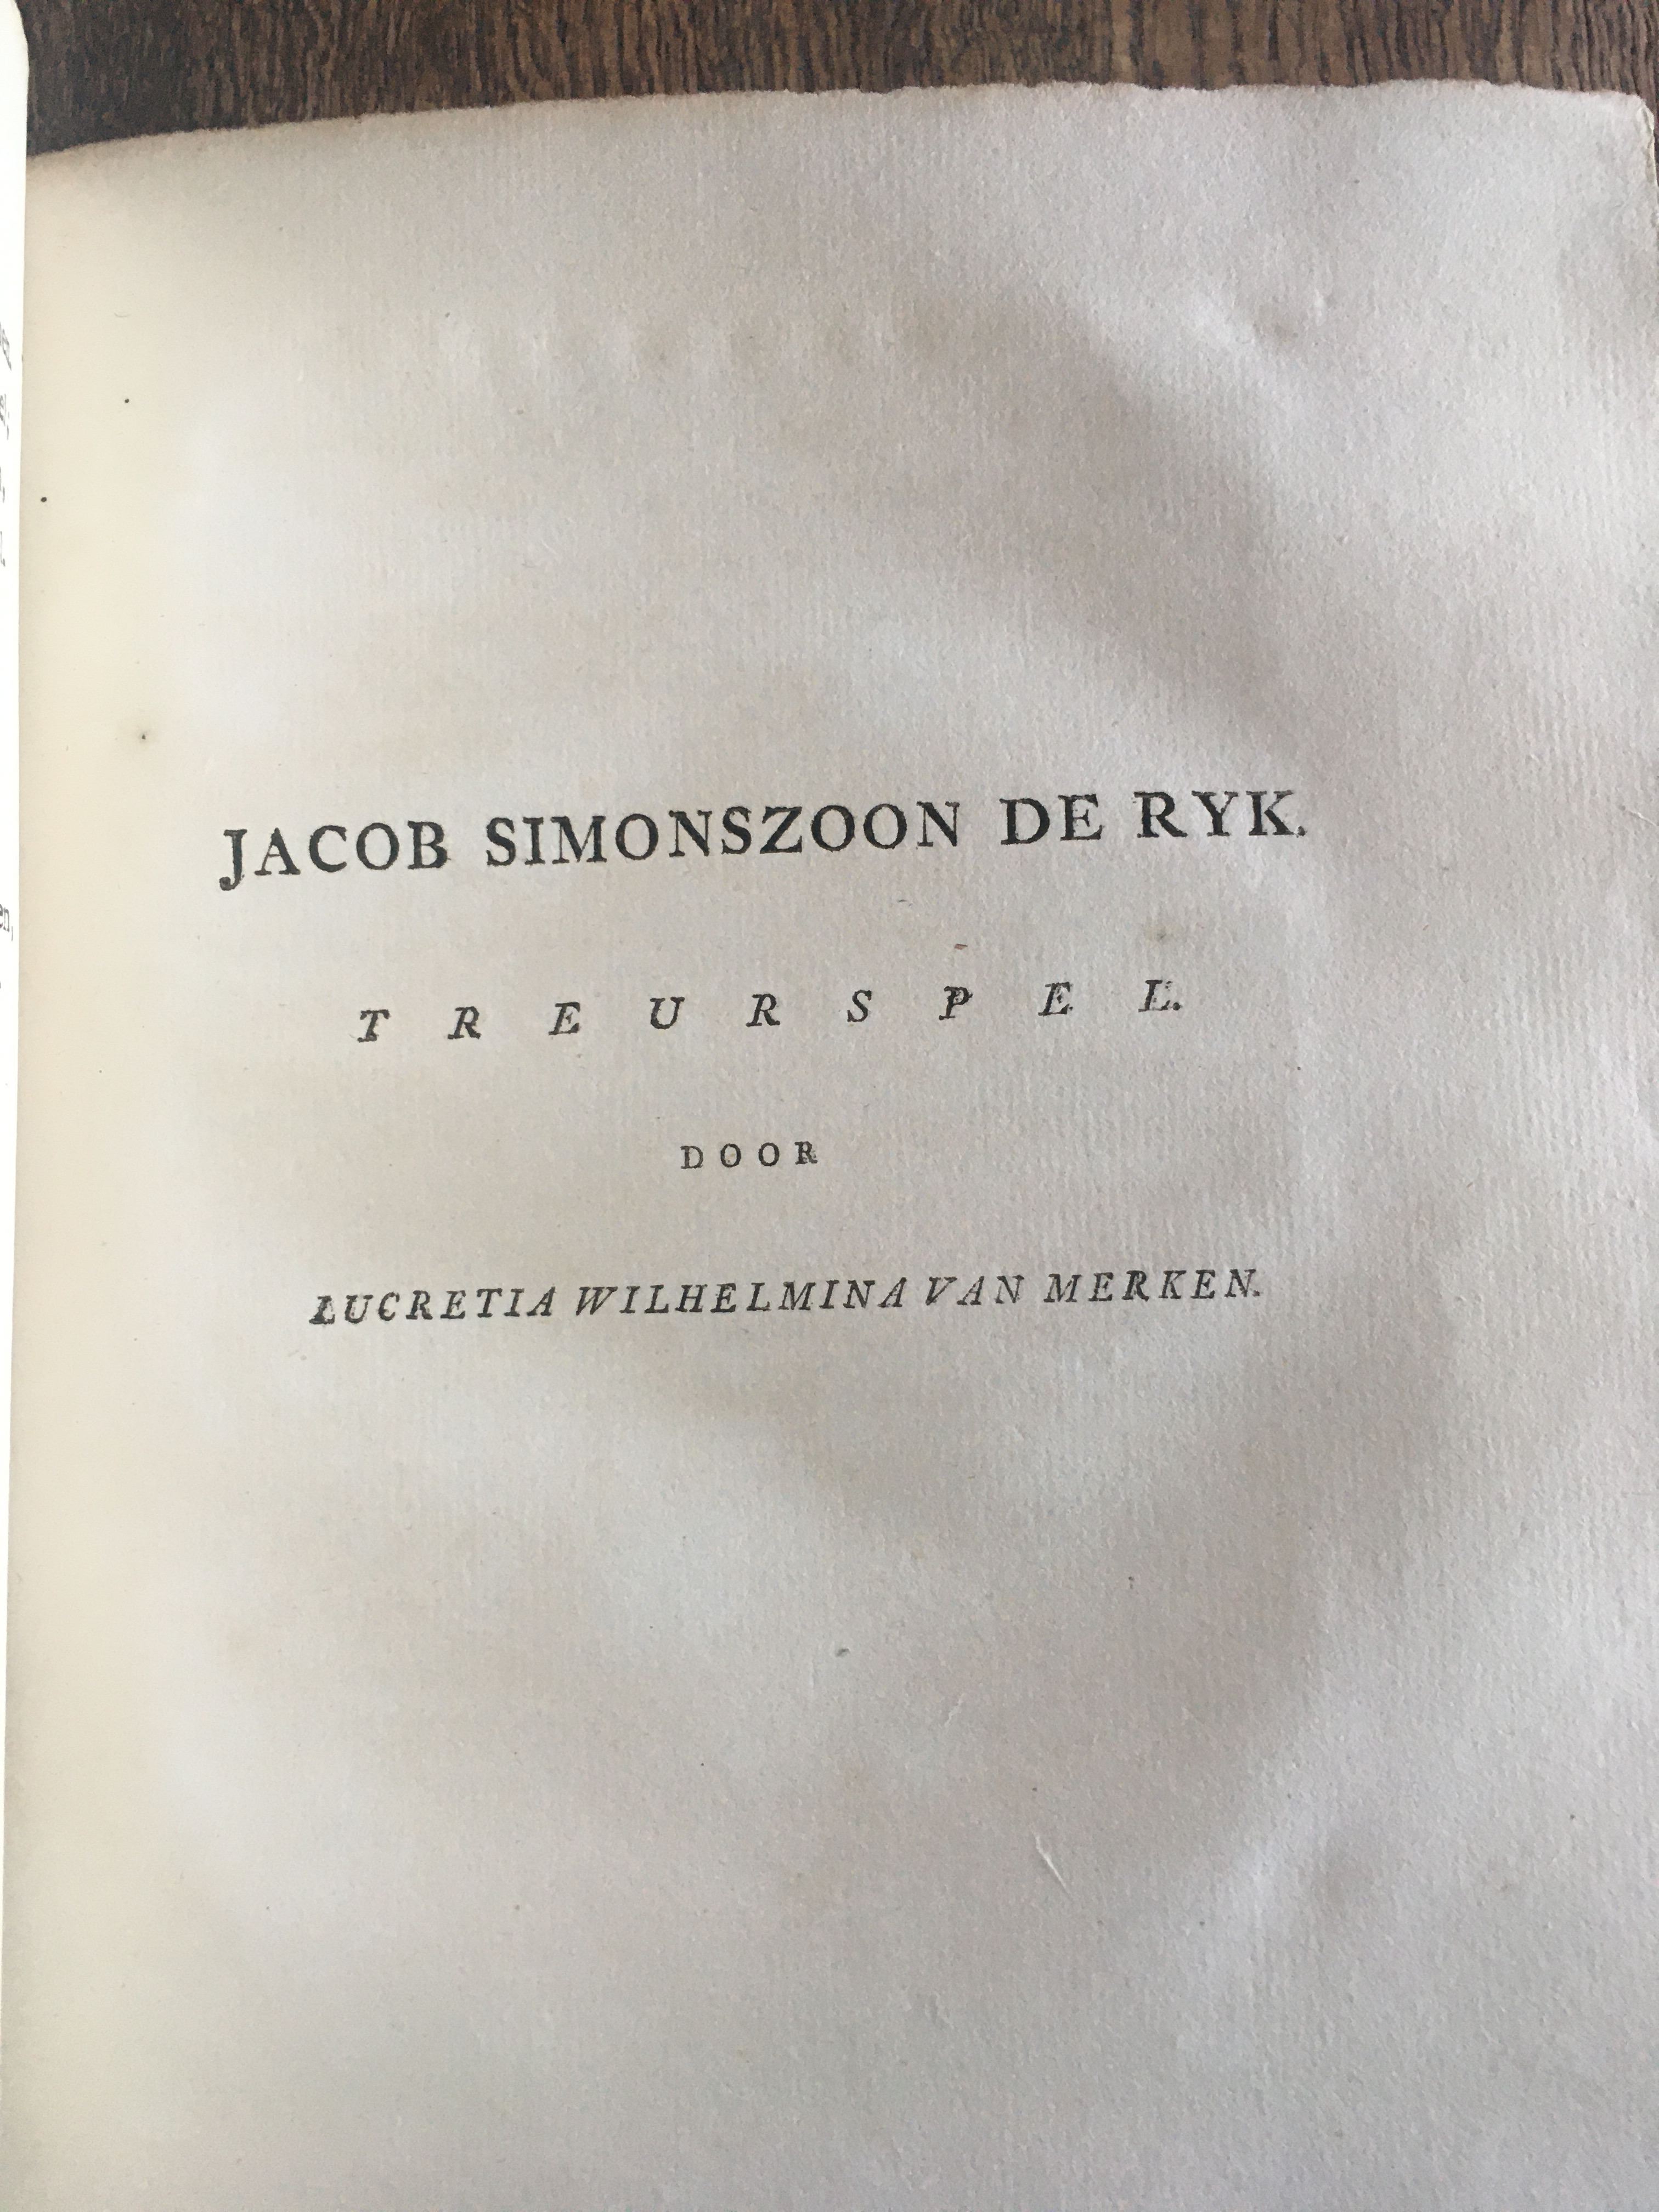 JACOB SIMONSZOON DE RYK.
TREURSPEL.
DOOR
LUCRETIA WILHELMINA VAN MERKEN.